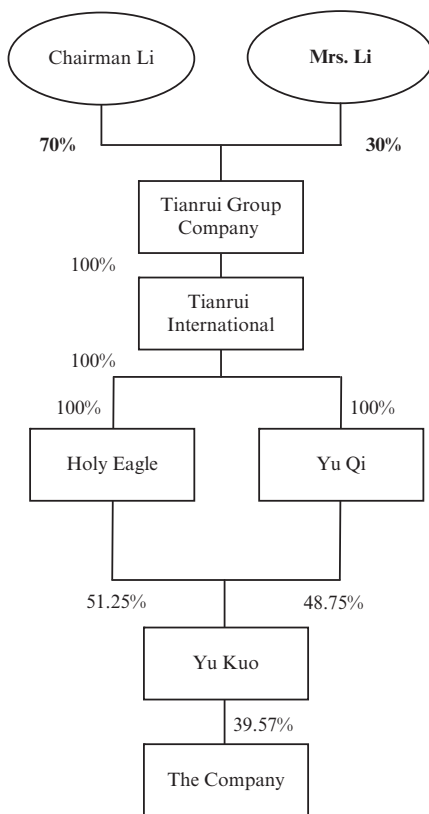 Chairman Li
Mrs. Li
70%
30%
Tianrui Group
Company
100%
Tianrui
International
100%
100%
100%
Holy Eagle
Yu Qi
51.25%
48.75%
Yu Kuo
39.57%
The Company